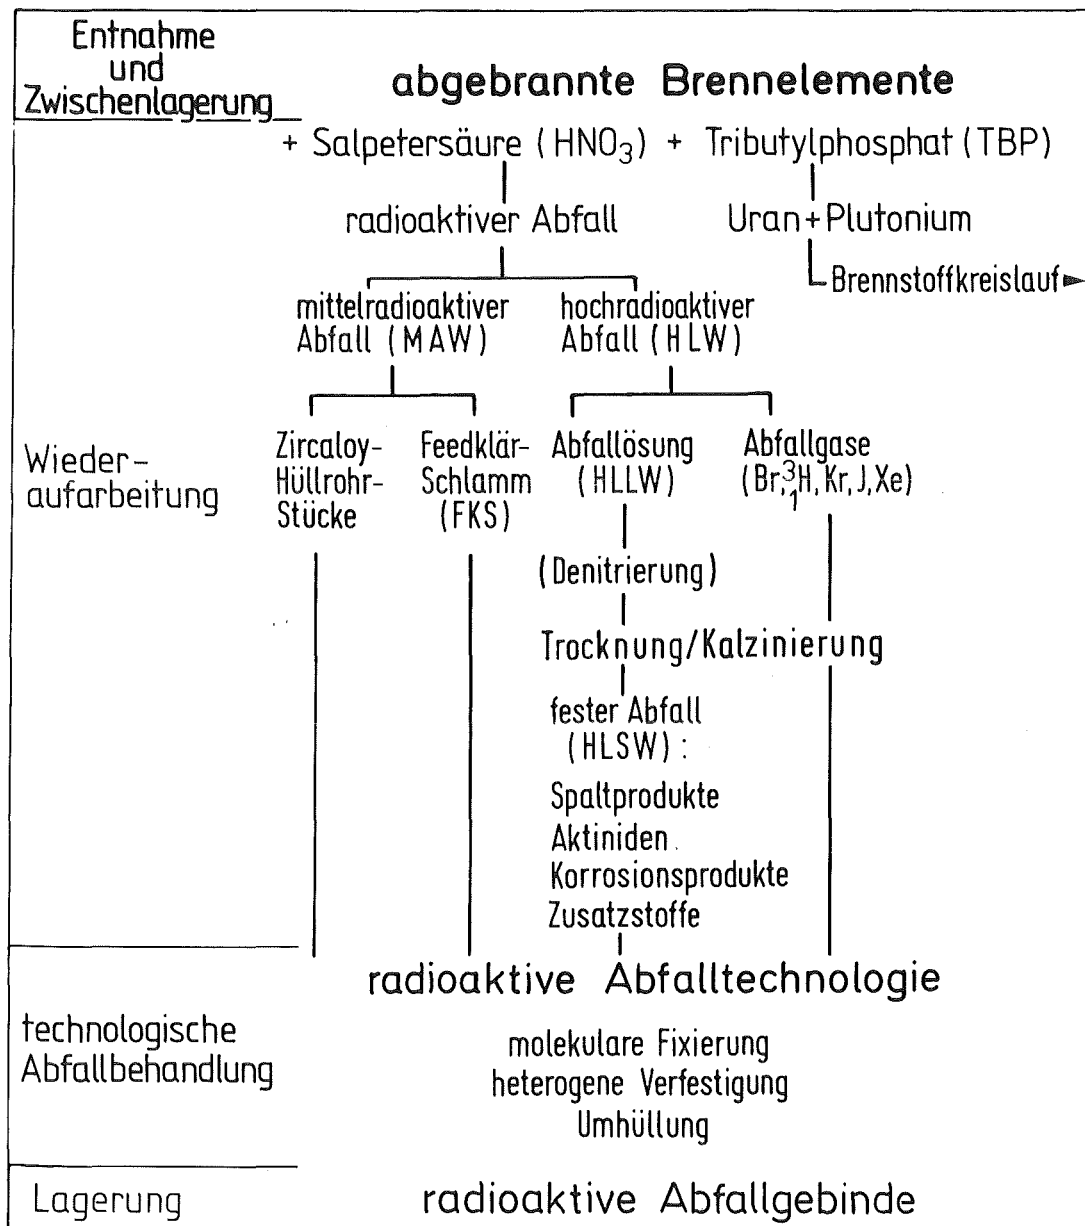 Entnahme
und
Zwischenlagerung
abgebrannte Brennelemente
+ Salpetersäure (HNO₃) + Tributylphosphat (TBP)
radioaktiver Abfall
Uran + Plutonium
Brennstoffkreislauf
mittelradioaktiver
Abfall (MAW)
hochradioaktiver
Abfall (HLW)
Wieder-
aufarbeitung
Zircaloy-
Hüllrohr-
Stücke
Feedklär-
Schlamm
(FKS)
Abfallösung
(HLLW)
Abfallgase
(Br, ³₁H, Kr, J, Xe)
(Denitrierung)
Trocknung/Kalzinierung
fester Abfall
(HLSW) :
Spaltprodukte
Aktiniden
Korrosionsprodukte
Zusatzstoffe
radioaktive Abfalltechnologie
technologische
Abfallbehandlung
molekulare Fixierung
heterogene Verfestigung
Umhüllung
Lagerung
radioaktive Abfallgebinde